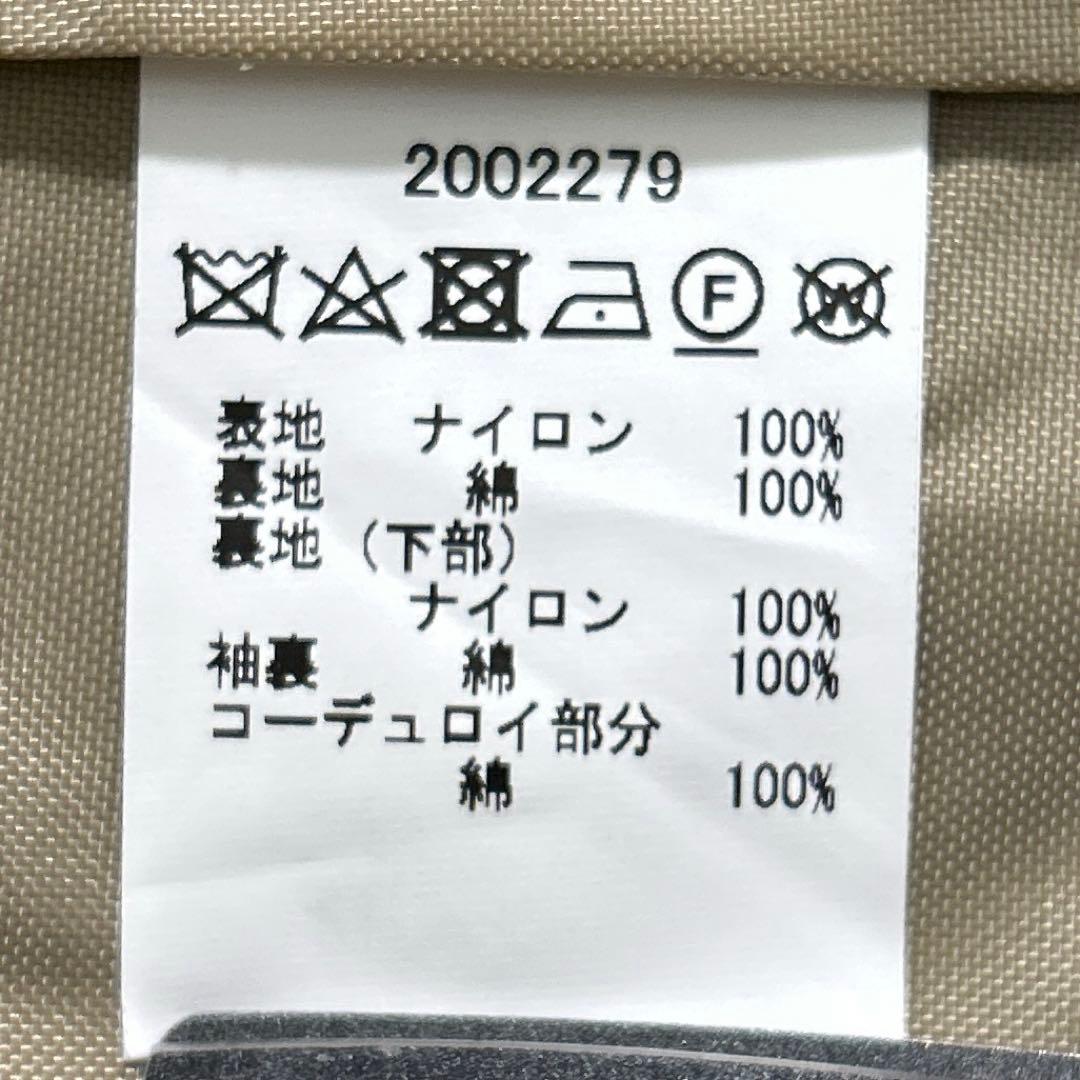 2002279
F
W
表地 ナイロン 100%
裏地 綿 100%
裏地 (下部)
ナイロン 100%
袖裏 綿 100%
コーデュロイ部分
綿 100%